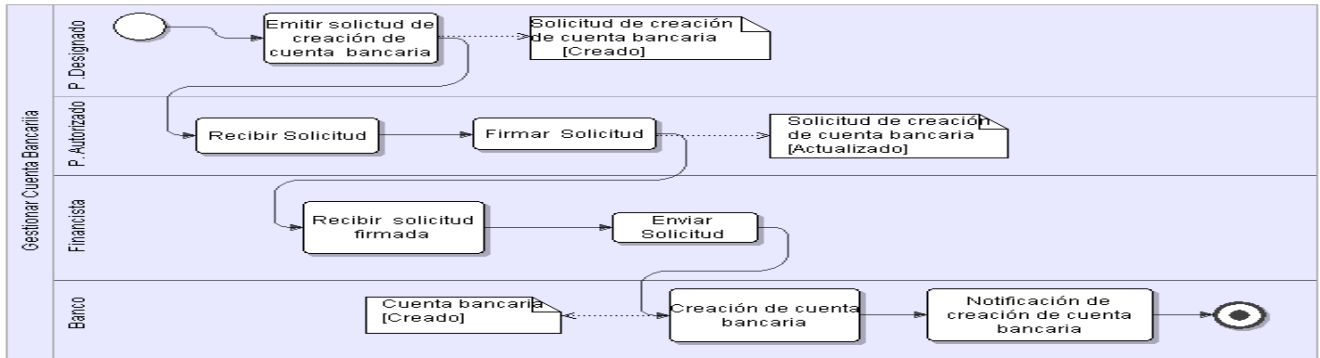 Gestionar Cuenta Bancariiia
P .Designado
Emitir solictud de
creación de
cuenta bancaria
Solicitud de creación
de cuenta bancaria
[Creado]
P. Autorizado
Recibir Solicitud
Firmar Solicitud
Solicitud de creación
de cuenta bancaria
[Actualizado]
Financista
Recibir solicitud
firmada
Enviar
Solicitud
Banco
Cuenta bancaria
[Creado]
Creación de cuenta
bancaria
Notificación de
creación de cuenta
bancaria